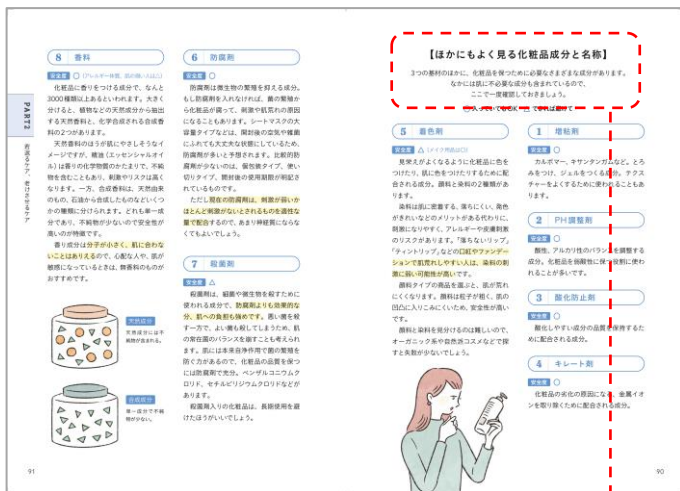 【ほかにもよく見る化粧品成分と名称】
3つの基材のほかに、化粧品を保つために必要なさまざまな成分があります。
なかには肌に不必要な成分も含まれているので、
ここで一度確認しておきましょう。
1 増粘剤
安全度 ○
カルボマー、キサンタンガムなど。とろ
みをつけ、ジェルをつくる成分。テクス
チャーをよくするために使われることもあ
ります。
2 PH調整剤
安全度 ○
酸性、アルカリ性のバランスを調整する
成分。化粧品を弱酸性に保つ役割に使わ
れることが多いです。
3 酸化防止剤
安全度 ○
酸化しやすい成分の品質を保持するた
めに配合される成分。
4 キレート剤
安全度 ○
化粧品の劣化の原因になる、金属イオ
ンを取り除くために配合される成分。
5 着色剤
安全度 △(メイク用品は○)
見栄えがよくなるように化粧品に色を
つけたり、肌に色をつけたりするために配
合される成分。顔料と染料の2種類があ
ります。
染料は肌に密着する、落ちにくい、発色
がきれいなどのメリットがある代わりに、
刺激になりやすく、アレルギーや皮膚刺激
のリスクがあります。「落ちないリップ」
「ティントリップ」などの口紅やファンデー
ションで肌荒れしやすい人は、染料の刺
激に弱い可能性が高いです。
顔料タイプの商品を選ぶと、肌が荒れ
にくくなります。顔料は粒子が粗く、肌の
凹凸に入りこみにくいため、安全性が高い
です。
顔料と染料を見分けるのは難しいので、
オーガニック系や自然派コスメなどで探
すと失敗が少ないでしょう。
90
6 防腐剤
安全度 ○
防腐剤は微生物の繁殖を抑える成分。
もし防腐剤を入れなければ、菌の繁殖か
ら化粧品が腐って、刺激や肌荒れの原因
になることもあります。シートマスクの大
容量タイプなどは、開封後の空気や雑菌
にふれても大丈夫な状態にしているため、
防腐剤が多いと予想されます。比較的防
腐剤が少ないのは、個包装タイプ、使い
切りタイプ、開封後の使用期限が明記さ
れているものです。
ただし現在の防腐剤は、刺激が弱いか
ほとんど刺激がないとされるものを適性な
量で配合するので、あまり神経質にならな
くてもよいでしょう。
7 殺菌剤
安全度 △
殺菌剤は、細菌や微生物を殺すために
使われる成分で、防腐剤よりも効果的な
分、肌への負担も強めです。悪い菌を殺
す一方で、よい菌も殺してしまうため、肌
の常在菌のバランスを崩すことも考えられ
ます。肌には本来自浄作用で菌の繁殖を
防ぐ力があるので、化粧品の品質を保つ
には防腐剤で充分。ベンザルコニウムク
ロリド、セチルピリジウムクロリドなどが
あります。
殺菌剤入りの化粧品は、長期使用を避
けたほうがいいでしょう。
8 香料
安全度 ○
化粧品に香りをつける成分で、なんと
3000種類以上あるといわれます。大きく
分けると、植物などの天然成分から抽出
する天然香料と、化学合成される合成香
料の2つがあります。
天然香料のほうが肌にやさしそうなイ
メージですが、精油(エッセンシャルオイ
ル)は香りの化学物質のかたまりで、不純
物を含むこともあり、刺激やリスクは高く
なります。一方、合成香料は、天然由来
のもの、石油から合成したものなどいくつ
かの種類に分けられます。どれも単一成
分であり、不純物が少ないので安全性が
高いのが特徴です。
香り成分は分子が小さく、肌に合わな
いことはありえるので、心配な人や、肌が
敏感になっているときは、無香料のものが
おすすめです。
天然成分
天然成分には不
純物が含まれる。
合成成分
単一成分で不純
物が少ない。
PART2
91